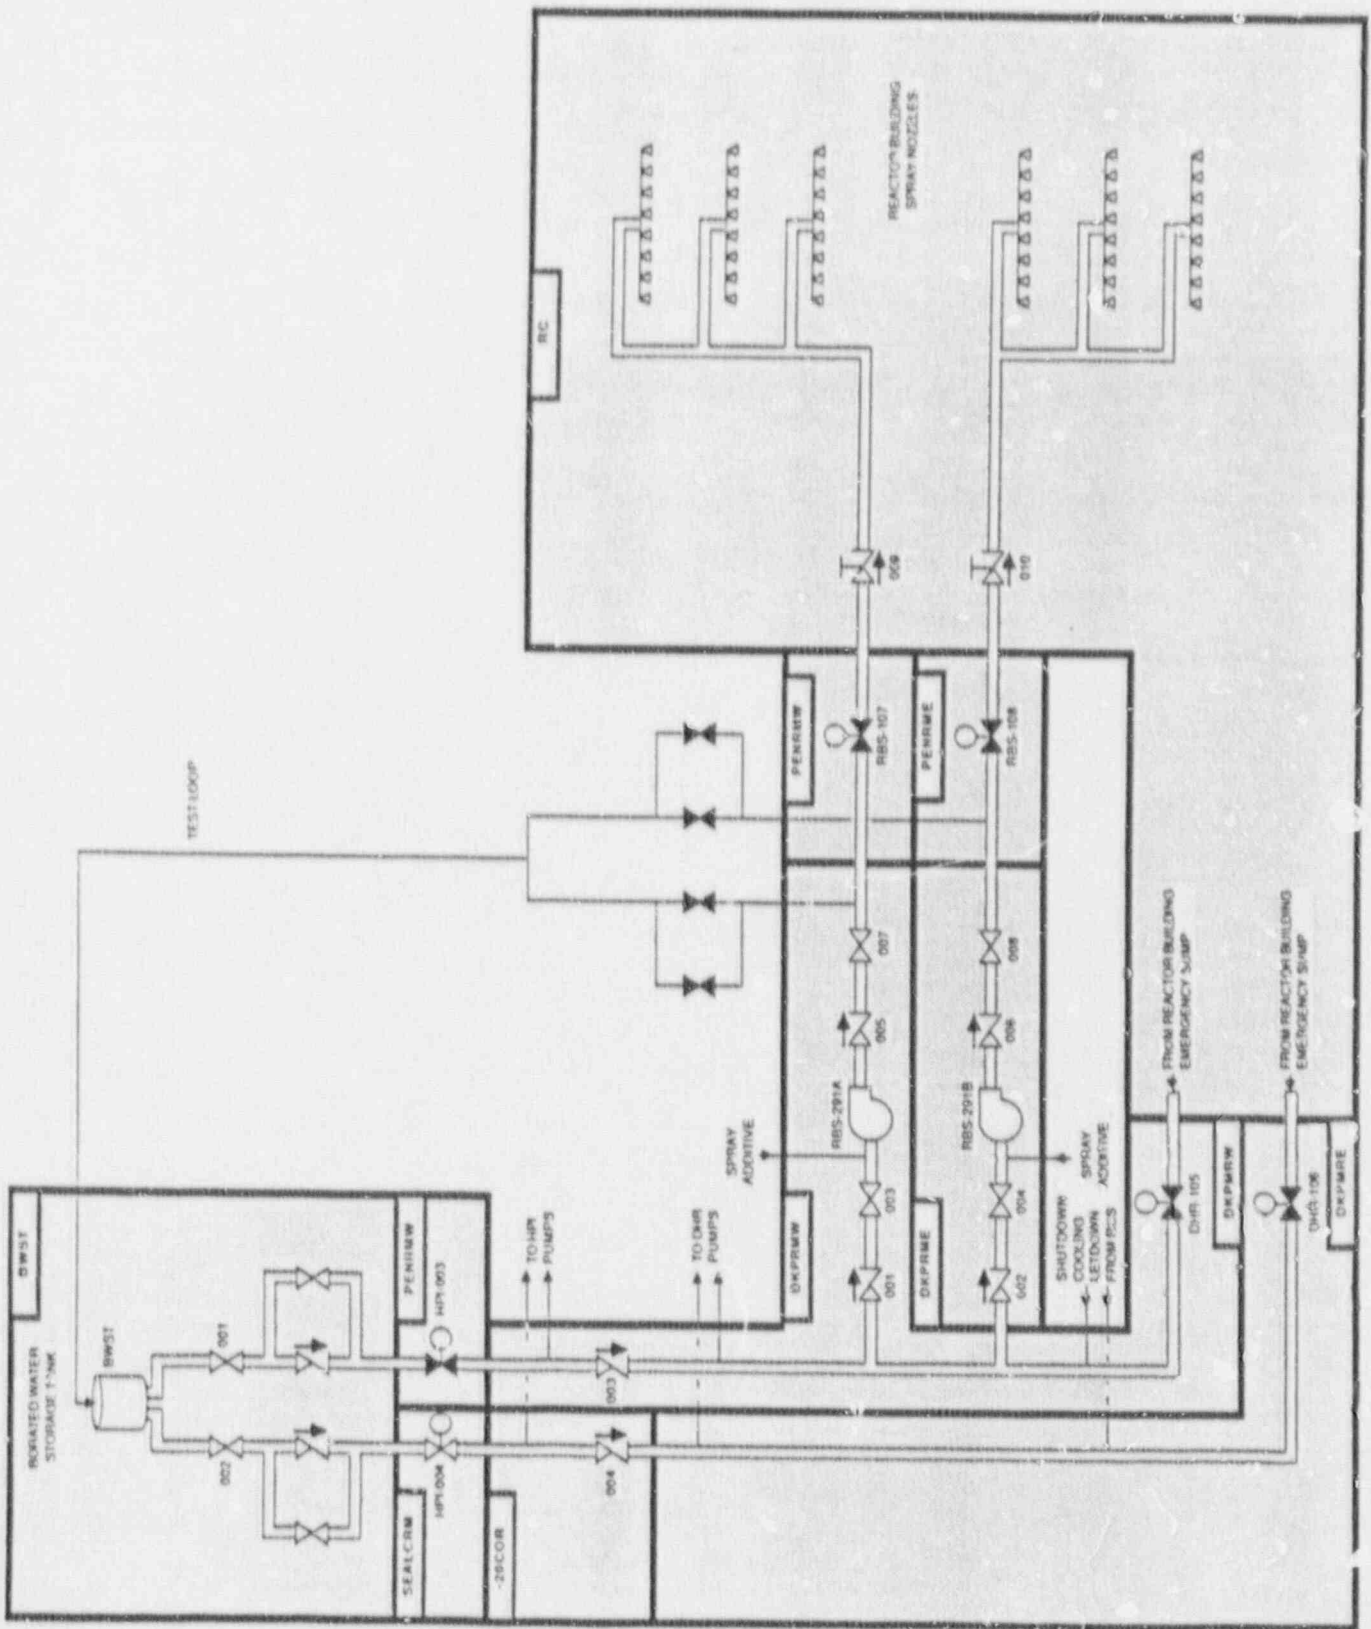 BWST
BORATED WATER
STORAGE TANK
BWST
002
001
SEALCRM
PENRMW
HPI-004
HPI-003
-20COR
TO HPI
PUMPS
003
004
TO DHR
PUMPS
TEST LOOP
DKPRMW
001
003
SPRAY
ADDITIVE
RBS-291A
005
007
PENRMW
RBS-107
009
DKPRME
002
004
RBS-291B
006
008
PENRME
RBS-108
010
SPRAY
ADDITIVE
SHUTDOWN
COOLING
LETDOWN
FROM RCS
RC
REACTOR BUILDING
SPRAY NOZZLES
DHR-105
DKPMRW
FROM REACTOR BUILDING
EMERGENCY SUMP
DHR-106
DKPMRE
FROM REACTOR BUILDING
EMERGENCY SUMP